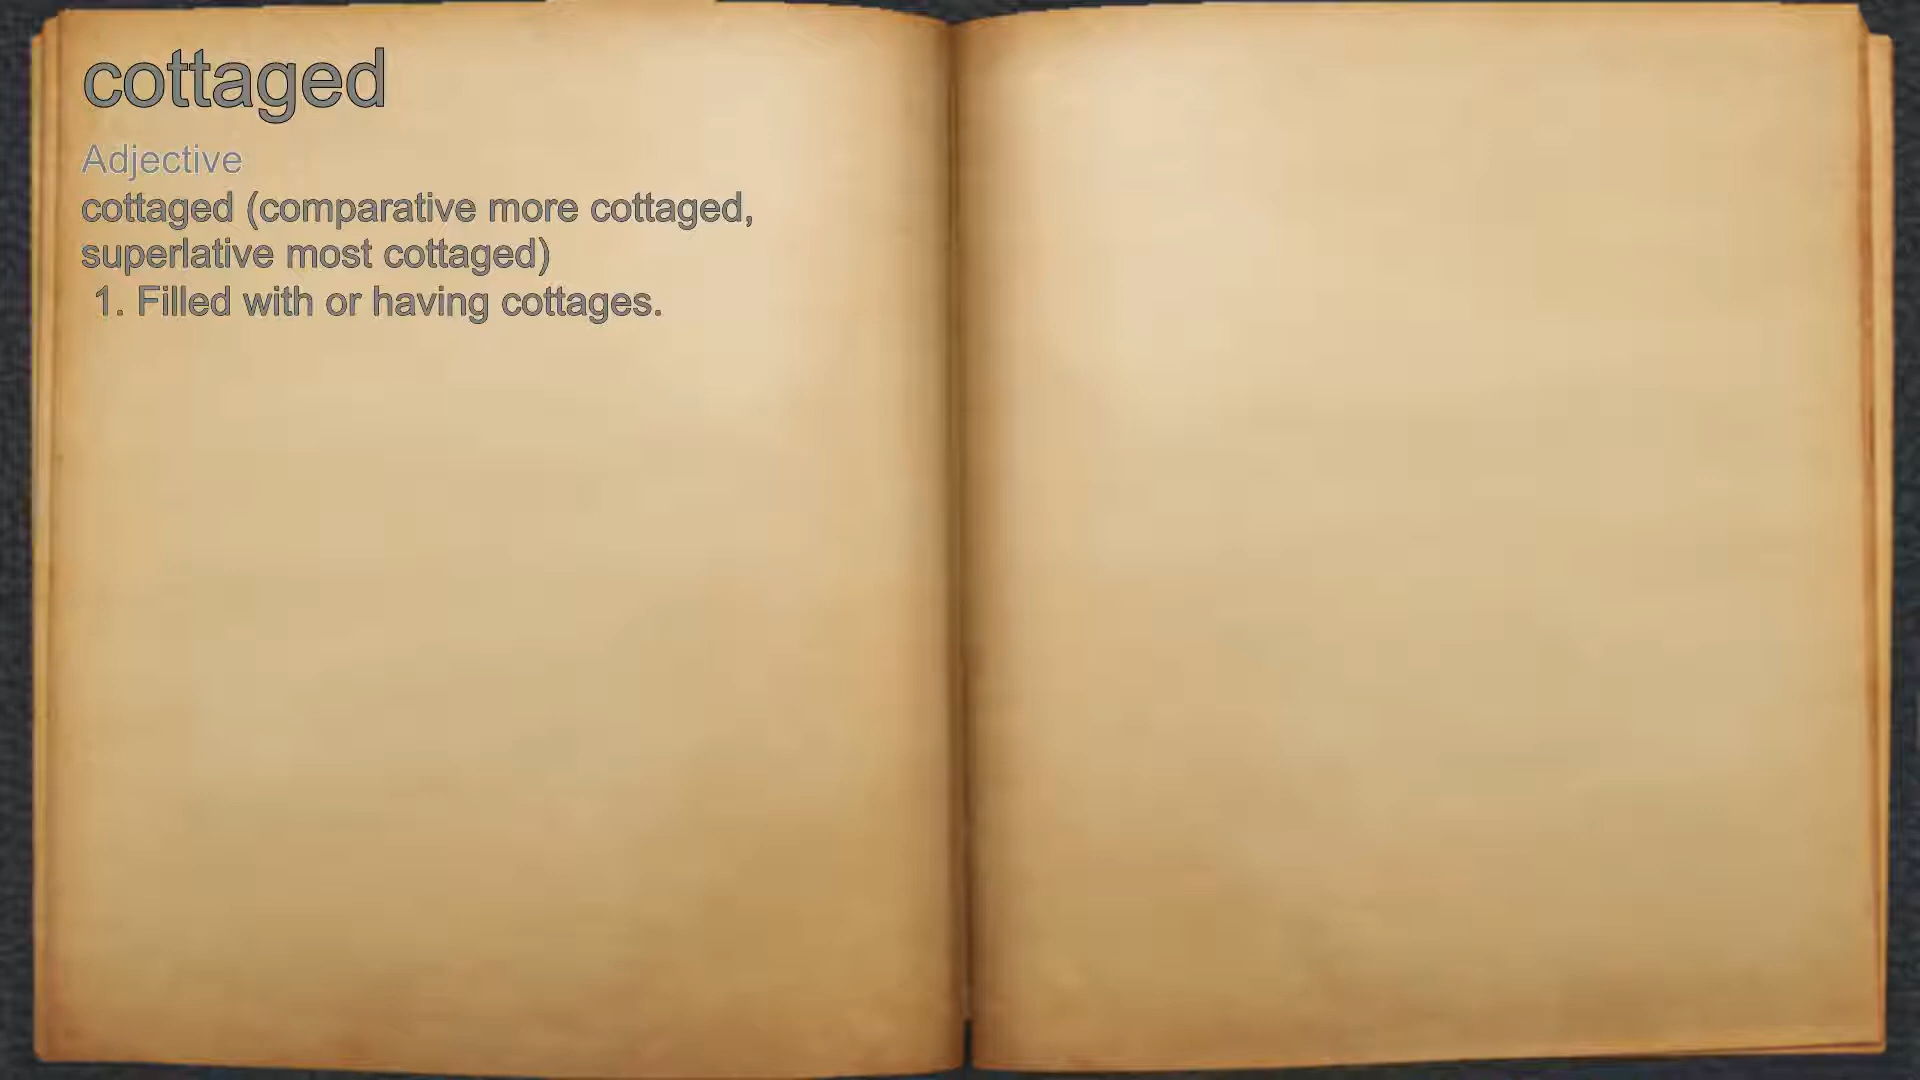 cottaged
Adjective
cottaged (comparative more cottaged,
superlative most cottaged)
1. Filled with or having cottages.